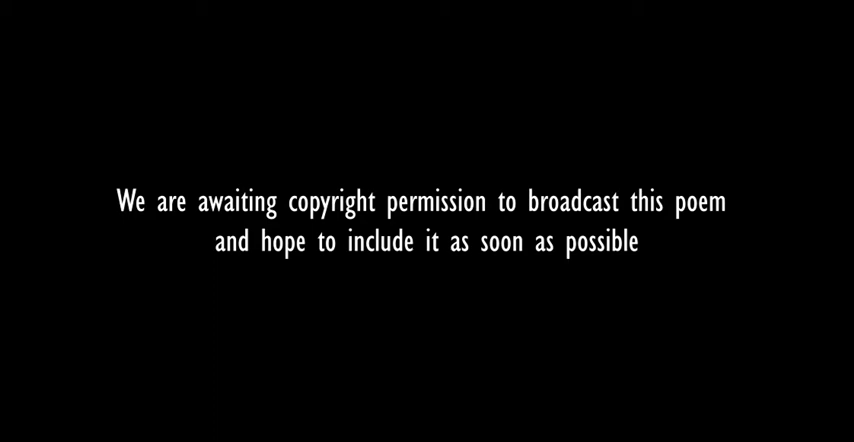 We are awaiting copyright permission to broadcast this poem
and hope to include it as soon as possible